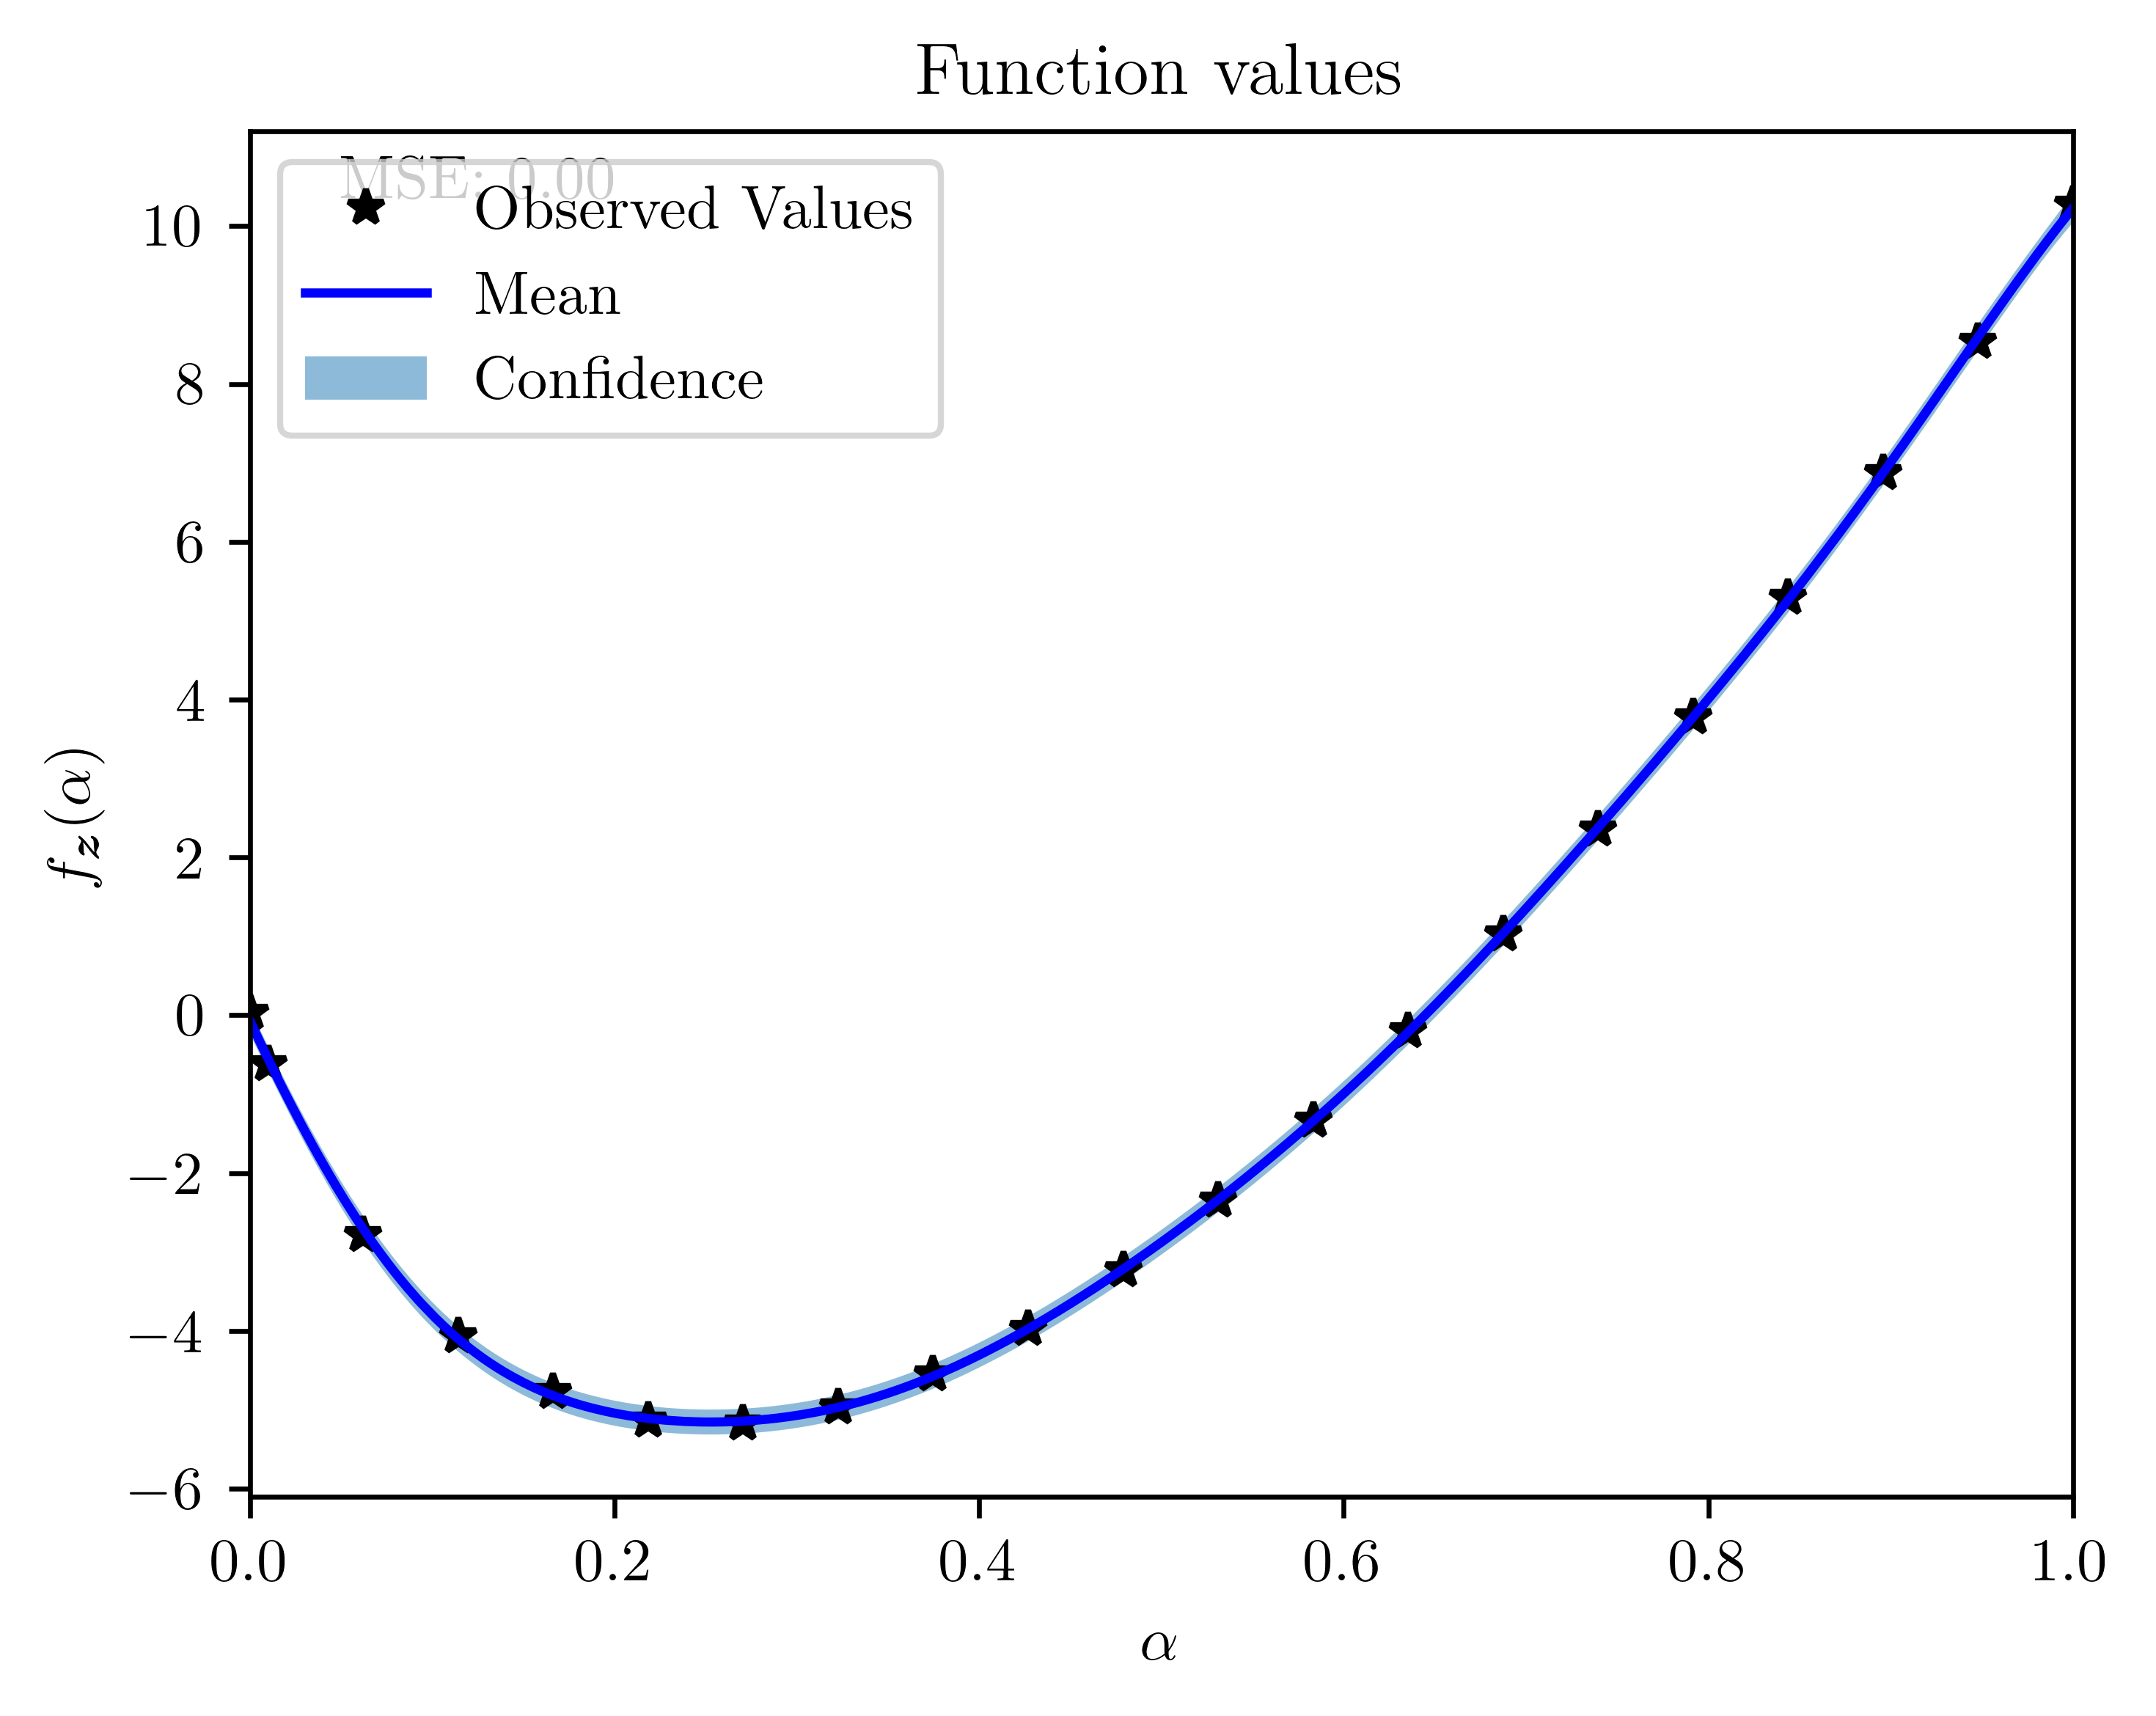 Function values
MSE: 0.00
Observed Values
Mean
Confidence
10
8
6
4
2
0
−2
−4
−6
f_z(α)
0.0 0.2 0.4 0.6 0.8 1.0
α